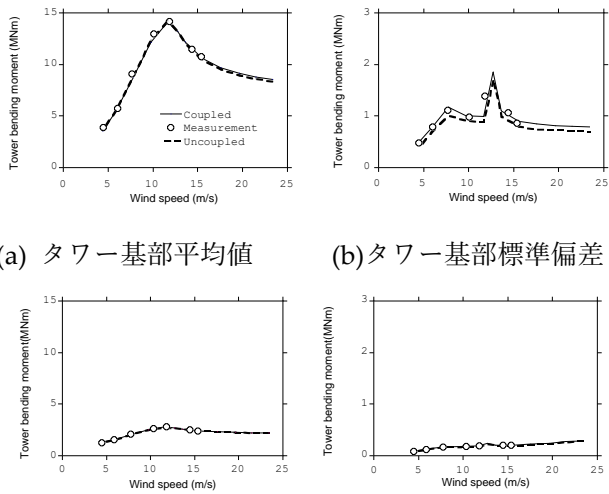 Tower bending moment (MNm)
15
10
5
0
0 5 10 15 20 25
Wind speed (m/s)
Coupled
Measurement
Uncoupled
Tower bending moment (MNm)
3
2
1
0
0 5 10 15 20 25
Wind speed (m/s)
(a) タワー基部平均値
(b)タワー基部標準偏差
Tower bending moment(MNm)
15
10
5
0
0 5 10 15 20 25
Wind speed (m/s)
Tower bending moment(MNm)
3
2
1
0
0 5 10 15 20 25
Wind speed (m/s)